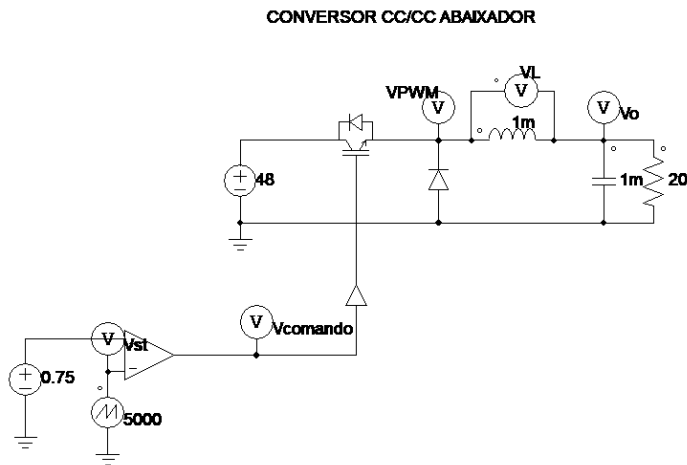 CONVERSOR CC/CC ABAIXADOR
VL
V
VPWM
V
V
Vo
1m
48
1m
20
V
Vcomando
V
Vst
0.75
5000